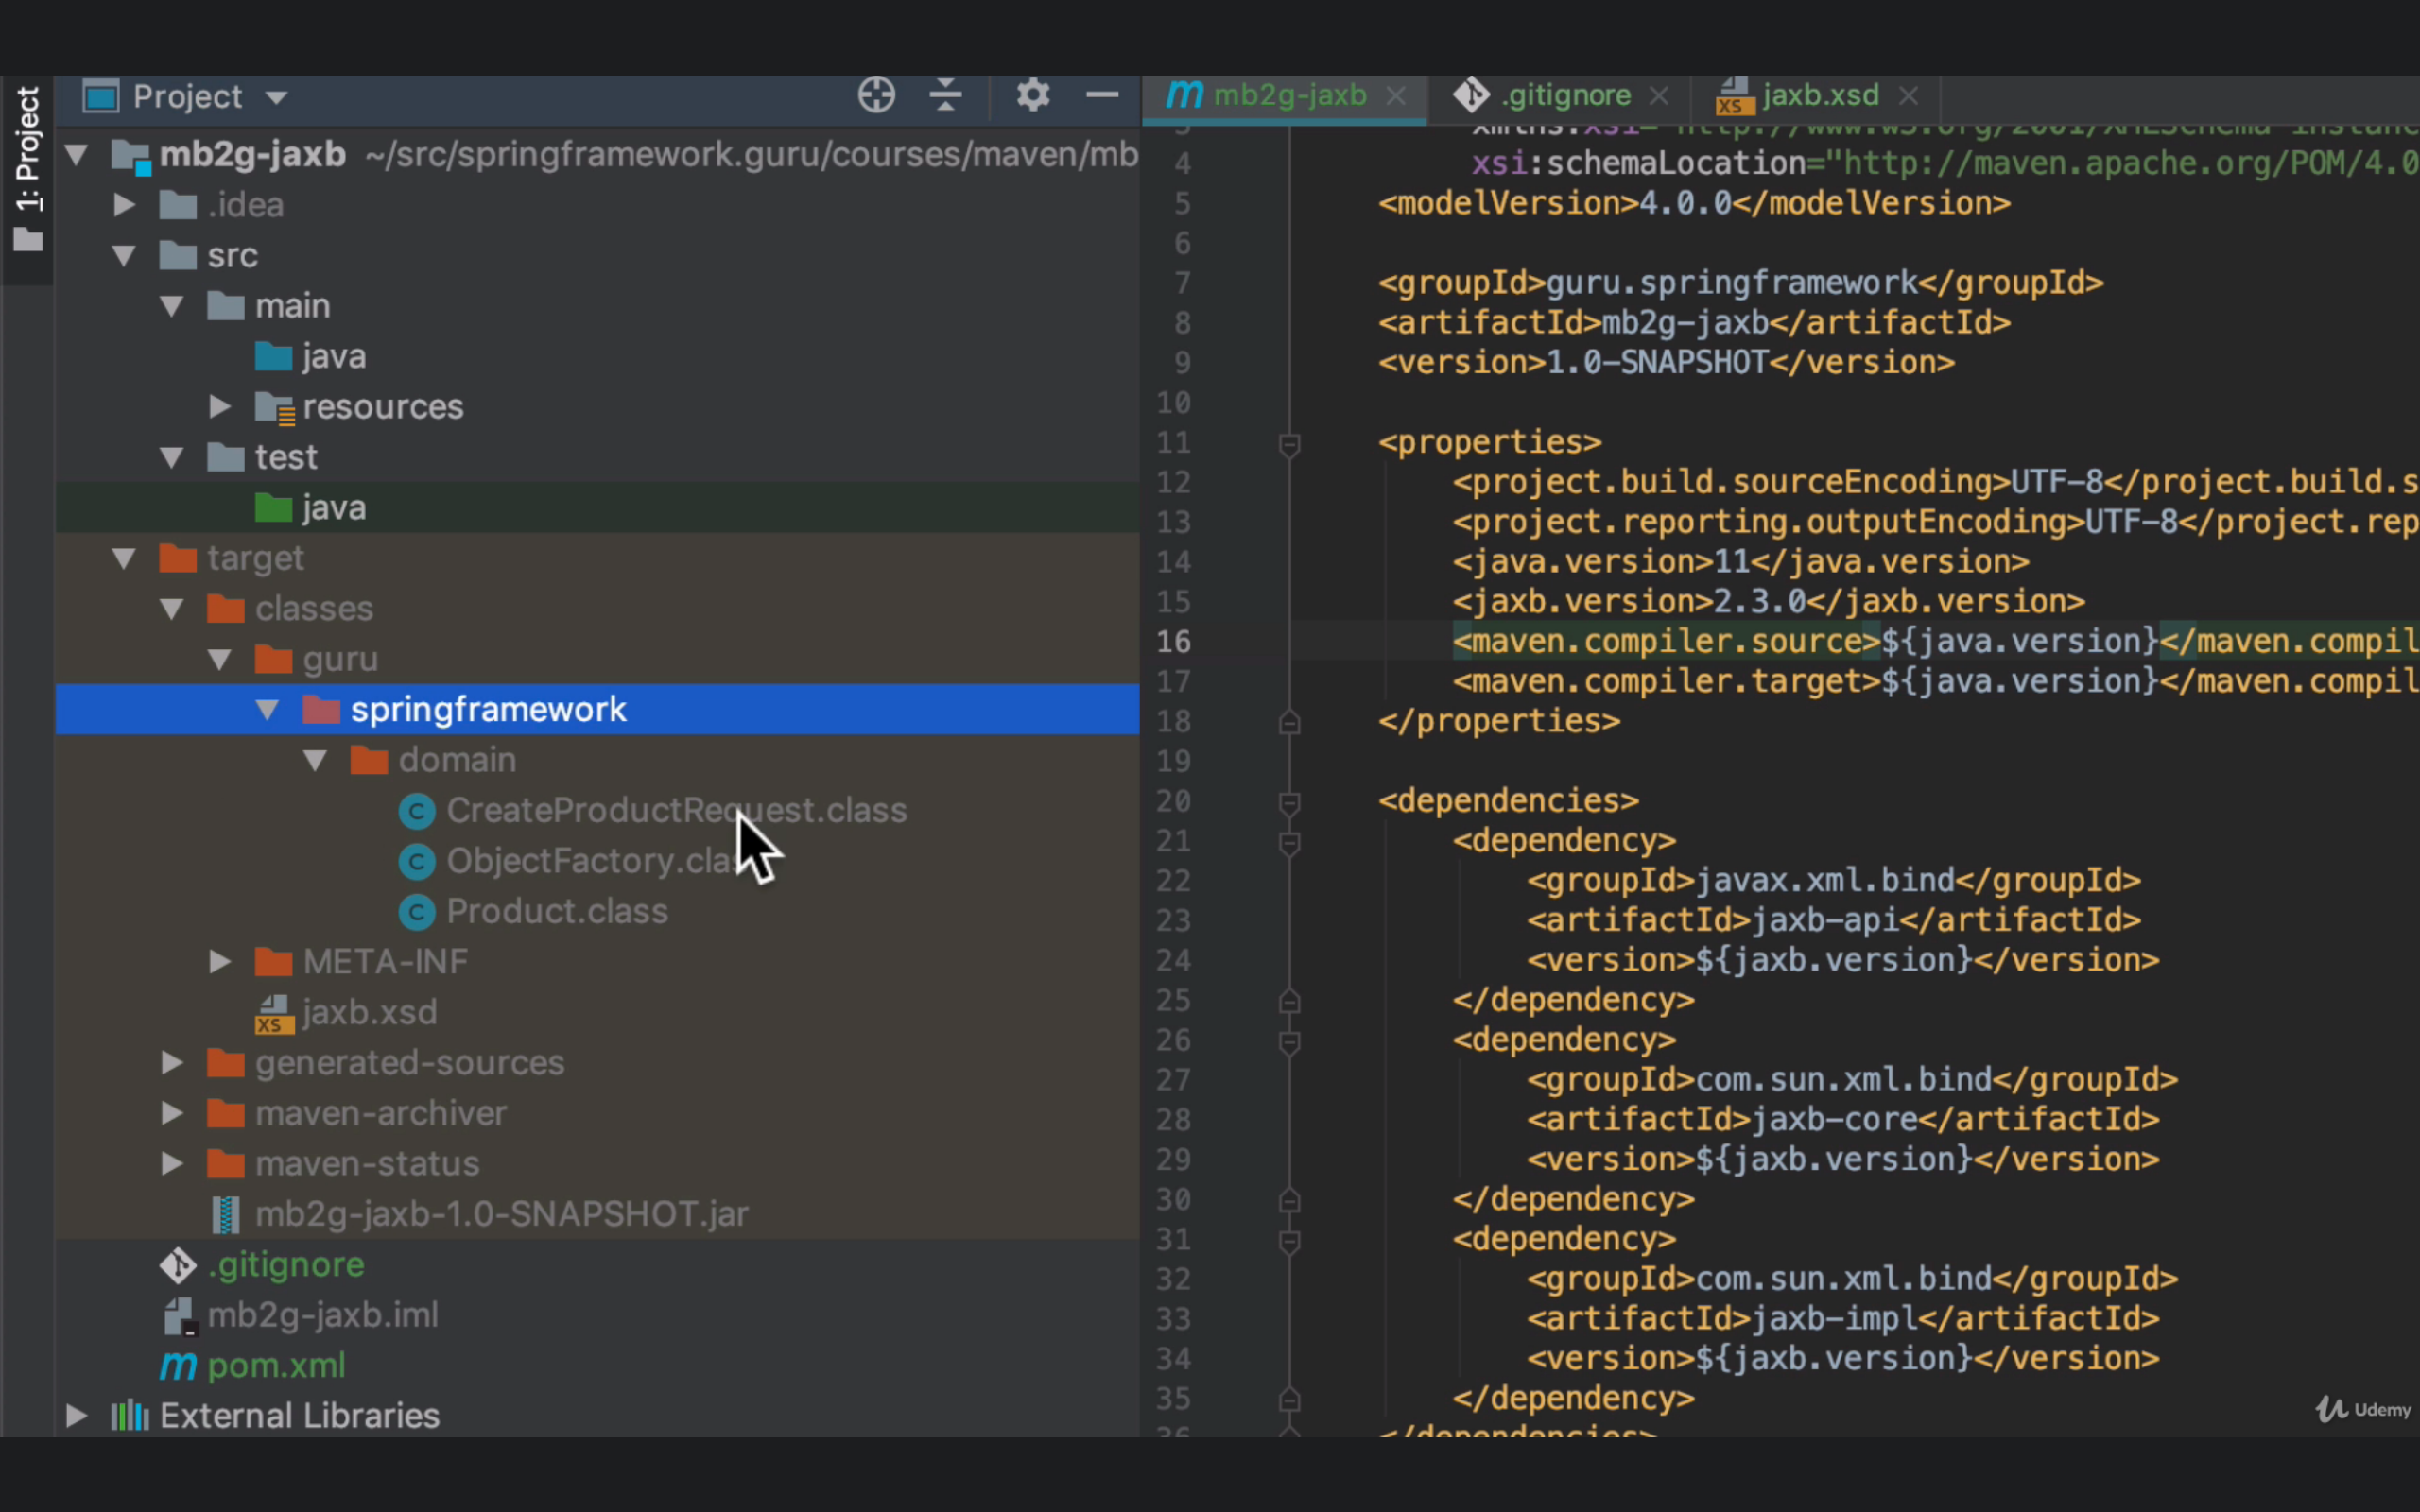 1: Project
Project
mb2g-jaxb ~/src/springframework.guru/courses/maven/mb
.idea
src
main
java
resources
test
java
target
classes
guru
springframework
domain
CreateProductRequest.class
ObjectFactory.clas
Product.class
META-INF
XS jaxb.xsd
generated-sources
maven-archiver
maven-status
mb2g-jaxb-1.0-SNAPSHOT.jar
.gitignore
mb2g-jaxb.iml
m pom.xml
External Libraries
m mb2g-jaxb
.gitignore
XS jaxb.xsd
4 xsi:schemaLocation="http://maven.apache.org/POM/4.0
5 <modelVersion>4.0.0</modelVersion>
6
7 <groupId>guru.springframework</groupId>
8 <artifactId>mb2g-jaxb</artifactId>
9 <version>1.0-SNAPSHOT</version>
10
11 <properties>
12 <project.build.sourceEncoding>UTF-8</project.build.s
13 <project.reporting.outputEncoding>UTF-8</project.rep
14 <java.version>11</java.version>
15 <jaxb.version>2.3.0</jaxb.version>
16 <maven.compiler.source>${java.version}</maven.compil
17 <maven.compiler.target>${java.version}</maven.compil
18 </properties>
19
20 <dependencies>
21 <dependency>
22 <groupId>javax.xml.bind</groupId>
23 <artifactId>jaxb-api</artifactId>
24 <version>${jaxb.version}</version>
25 </dependency>
26 <dependency>
27 <groupId>com.sun.xml.bind</groupId>
28 <artifactId>jaxb-core</artifactId>
29 <version>${jaxb.version}</version>
30 </dependency>
31 <dependency>
32 <groupId>com.sun.xml.bind</groupId>
33 <artifactId>jaxb-impl</artifactId>
34 <version>${jaxb.version}</version>
35 </dependency>
36 </dependencies>
Udemy